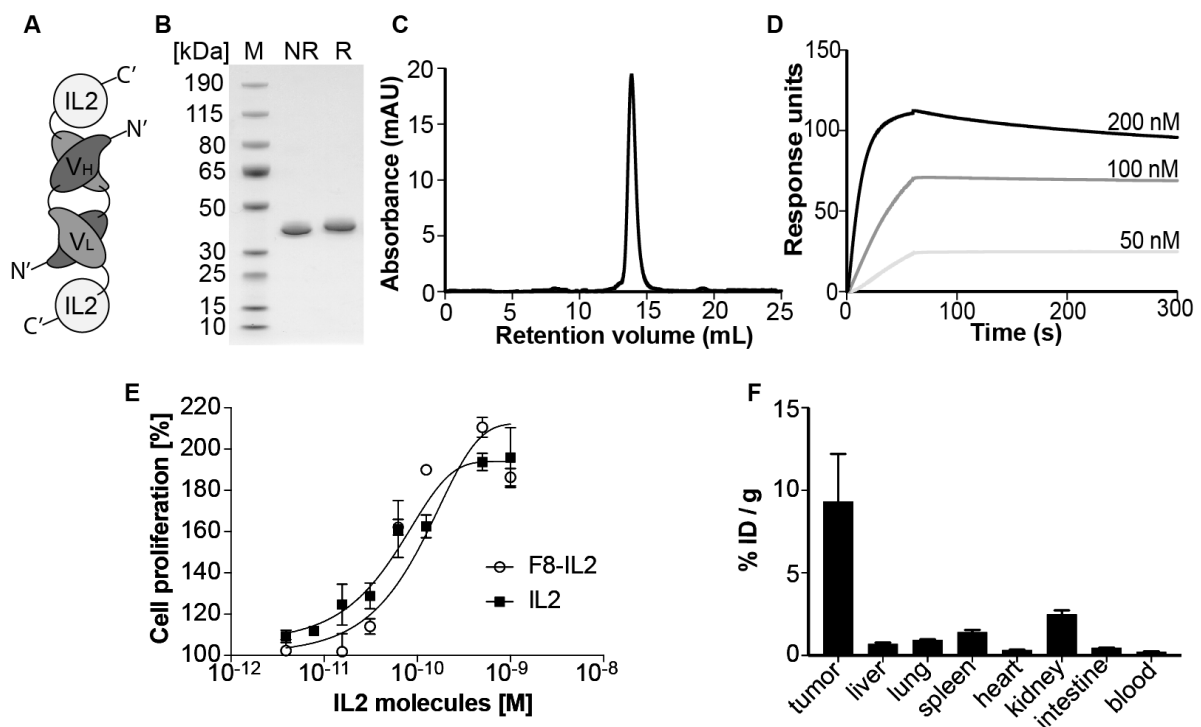 A
C'
IL2
N'
VH
VL
N'
IL2
C'
B
[kDa] M NR R
190
115
80
65
50
30
25
15
10
C
Absorbance (mAU)
20
15
10
5
0
0 5 10 15 20 25
Retention volume (mL)
D
Response units
150
100
50
0
200 nM
100 nM
50 nM
0 100 200 300
Time (s)
E
Cell proliferation [%]
220
200
180
160
140
120
100
F8-IL2
IL2
10-12 10-11 10-10 10-9 10-8
IL2 molecules [M]
F
% ID / g
15
10
5
0
tumor
liver
lung
spleen
heart
kidney
intestine
blood